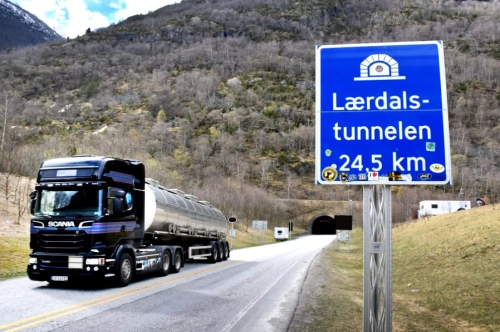 Lærdals-
tunnelen
24,5 km
SCANIA